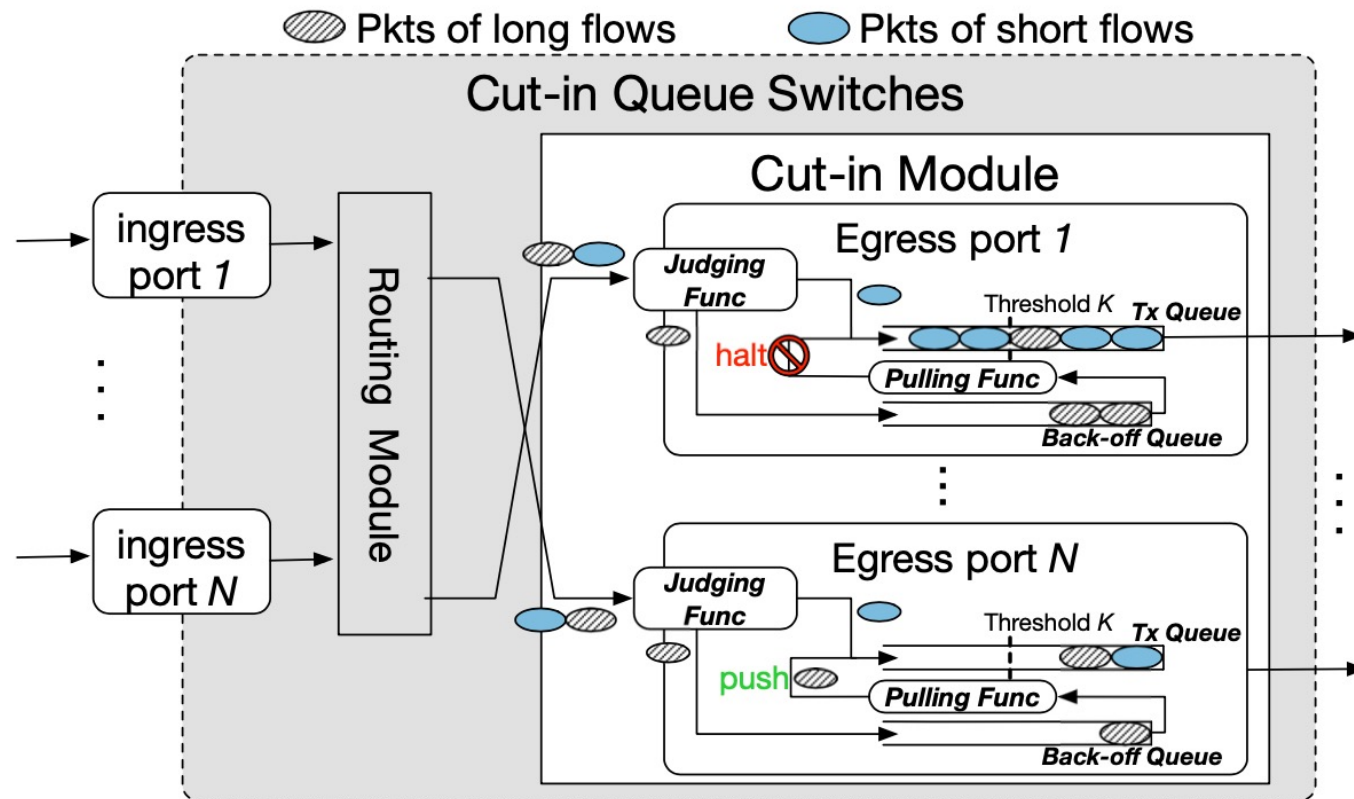 Pkts of long flows
Pkts of short flows
Cut-in Queue Switches
Cut-in Module
ingress
port 1
ingress
port N
Routing Module
Egress port 1
Judging
Func
Threshold K
Tx Queue
halt
Pulling Func
Back-off Queue
Egress port N
Judging
Func
Threshold K
Tx Queue
push
Pulling Func
Back-off Queue